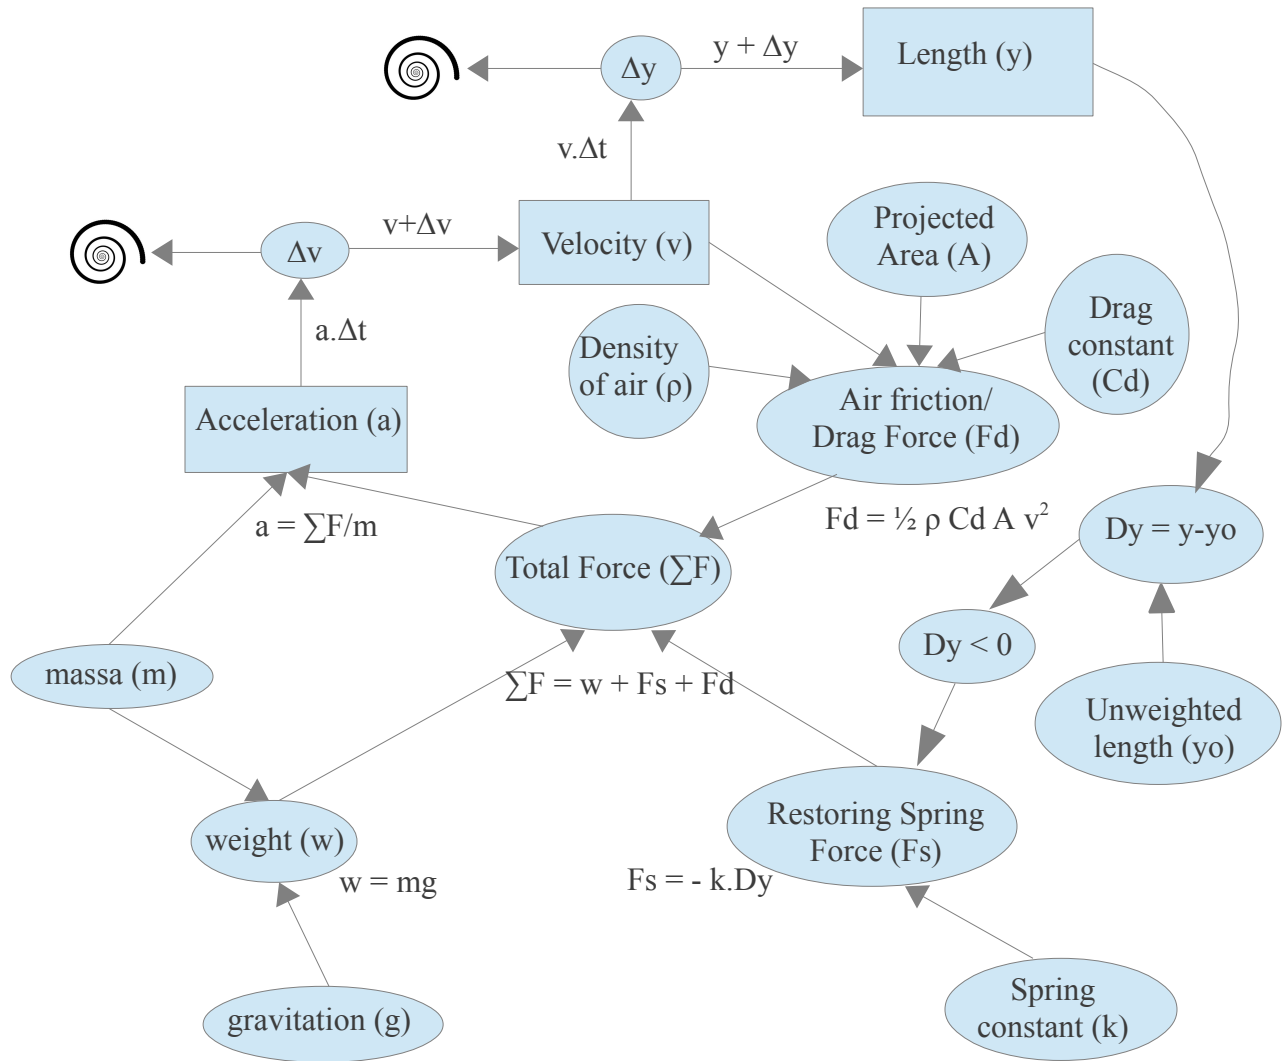 y + Δy
Length (y)
Δy
v.Δt
Projected
Area (A)
v+Δv
Velocity (v)
Δv
Drag
constant
(Cd)
a.Δt
Density
of air (ρ)
Air friction/
Drag Force (Fd)
Acceleration (a)
Fd = ½ ρ Cd A v²
a = ∑F/m
Dy = y-yo
Total Force (∑F)
Dy < 0
massa (m)
∑F = w + Fs + Fd
Unweighted
length (yo)
Restoring Spring
Force (Fs)
weight (w)
w = mg
Fs = - k.Dy
Spring
constant (k)
gravitation (g)